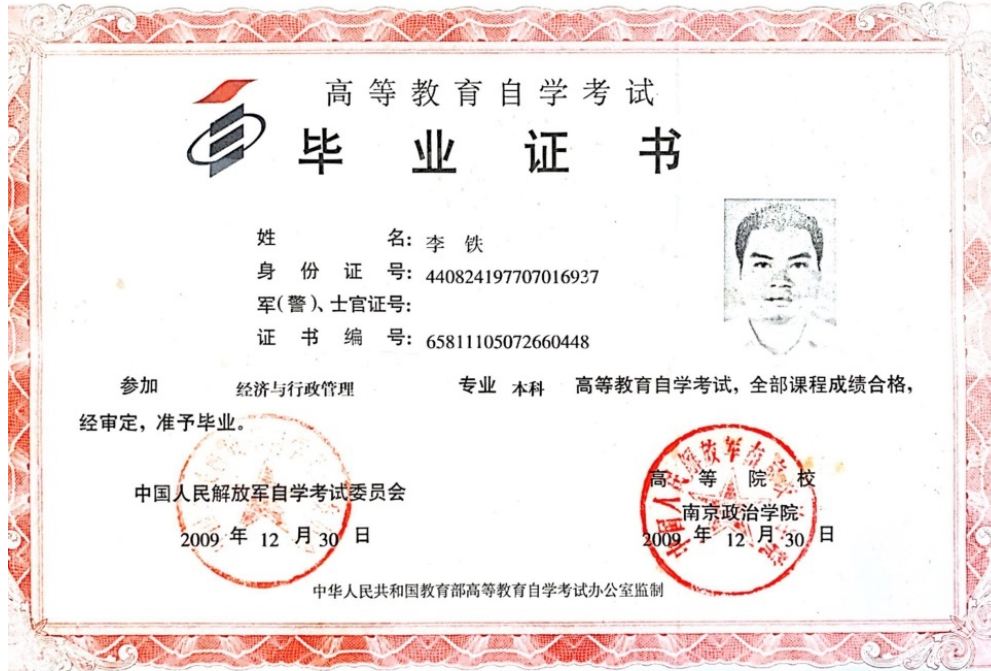 高等教育自学考试
毕业证书
姓名：李铁
身份证号：440824197707016937
军(警)、士官证号：
证书编号：65811105072660448
参加 经济与行政管理 专业 本科 高等教育自学考试，全部课程成绩合格，
经审定，准予毕业。
高等院校
中国人民解放军自学考试委员会
南京政治学院
2009 年 12 月 30 日
2009 年 12 月 30 日
中华人民共和国教育部高等教育自学考试办公室监制